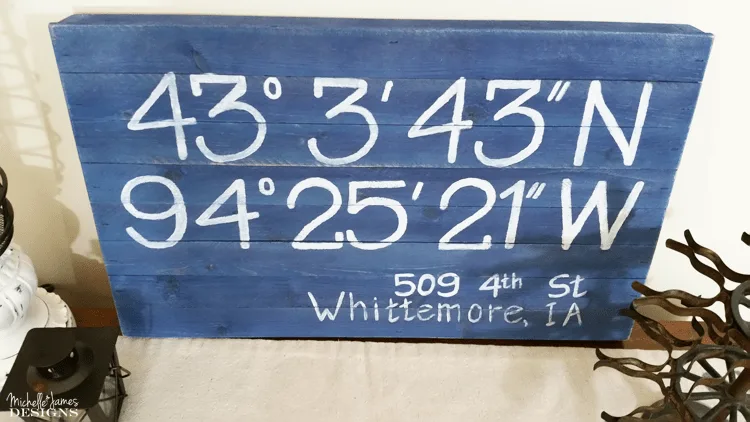 43° 3' 43" N
94° 25' 21" W
509 4th St
Whittemore, IA
Michelle James
DESIGNS